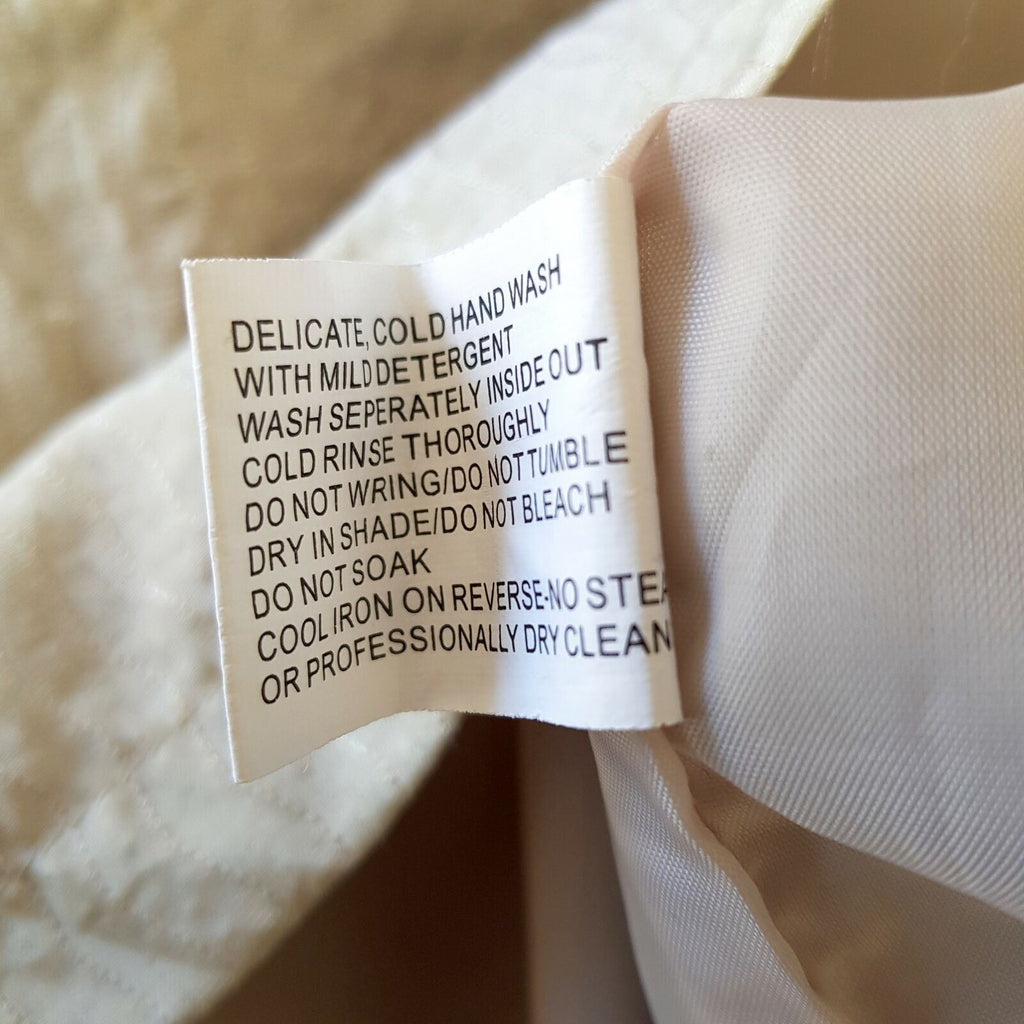 DELICATE, COLD HAND WASH
WITH MILD DETERGENT
WASH SEPERATELY INSIDE OUT
COLD RINSE THOROUGHLY
DO NOT WRING/DO NOT TUMBLE
DRY IN SHADE/DO NOT BLEACH
DO NOT SOAK
COOL IRON ON REVERSE-NO STEA
OR PROFESSIONALLY DRY CLEAN